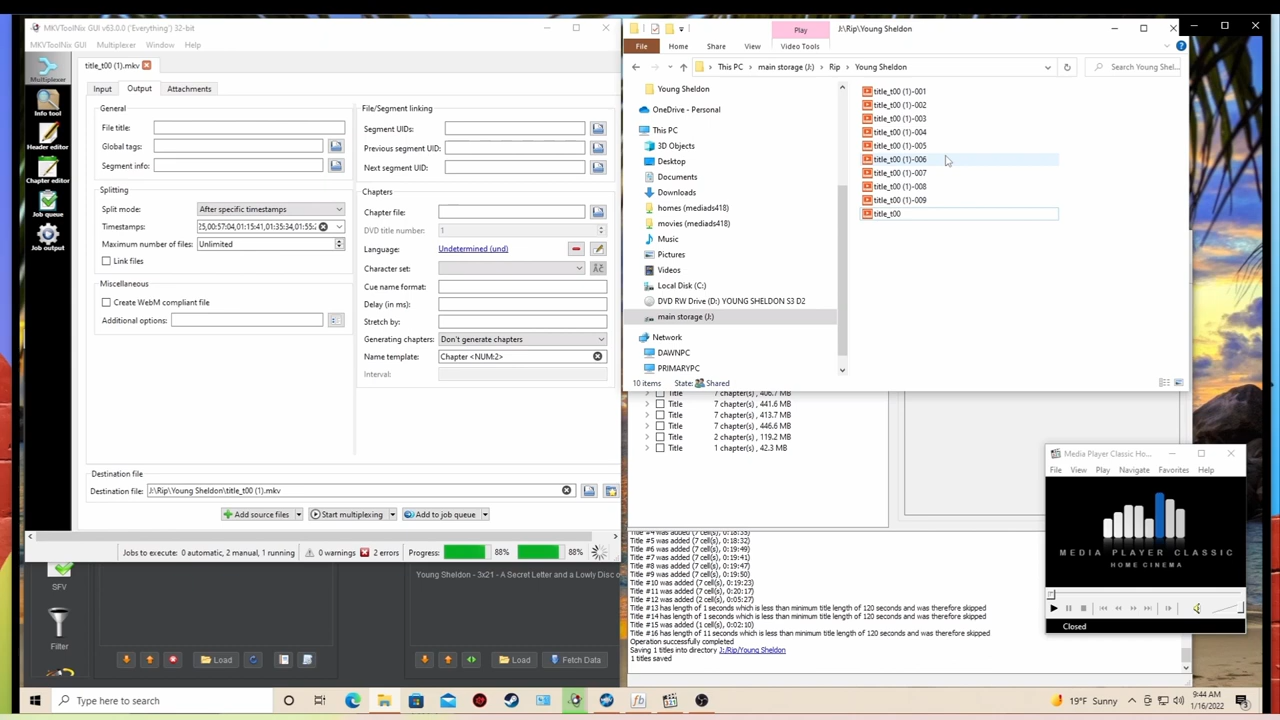 MKVToolNix GUI v63.0.0 ('Everything') 32-bit
MKVToolNix GUI Multiplexer Window Help
Multiplexer
Info tool
Header editor
Chapter editor
Job queue
Job output
title_t00 (1).mkv
Input Output Attachments
General
File title:
Global tags:
Segment info:
Splitting
Split mode: After specific timestamps
Timestamps: 25,00:57:04,01:15:41,01:35:34,01:55:
Maximum number of files: Unlimited
Link files
Miscellaneous
Create WebM compliant file
Additional options:
File/Segment linking
Segment UIDs:
Previous segment UID:
Next segment UID:
Chapters
Chapter file:
DVD title number: 1
Language: Undetermined (und)
Character set:
Cue name format:
Delay (in ms):
Stretch by:
Generating chapters: Don't generate chapters
Name template: Chapter <NUM:2>
Interval:
Destination file
Destination file: J:\Rip\Young Sheldon\title_t00 (1).mkv
Add source files Start multiplexing Add to job queue
Jobs to execute: 0 automatic, 2 manual, 1 running 0 warnings 2 errors Progress: 88% 88%
SFV
Filter
Young Sheldon - 3x21 - A Secret Letter and a Lowly Disc o
Load
Load Fetch Data
Play J:\Rip\Young Sheldon
File Home Share View Video Tools
This PC main storage (J:) Rip Young Sheldon
Search Young Shel...
Young Sheldon
OneDrive - Personal
This PC
3D Objects
Desktop
Documents
Downloads
homes (mediads418)
movies (mediads418)
Music
Pictures
Videos
Local Disk (C:)
DVD RW Drive (D:) YOUNG SHELDON S3 D2
main storage (J:)
Network
DAWNPC
PRIMARYPC
title_t00 (1)-001
title_t00 (1)-002
title_t00 (1)-003
title_t00 (1)-004
title_t00 (1)-005
title_t00 (1)-006
title_t00 (1)-007
title_t00 (1)-008
title_t00 (1)-009
title_t00
10 items State: Shared
Title 7 chapter(s) , 406.7 MB
Title 7 chapter(s) , 441.6 MB
Title 7 chapter(s) , 413.7 MB
Title 7 chapter(s) , 446.6 MB
Title 2 chapter(s) , 119.2 MB
Title 1 chapter(s) , 42.3 MB
Title #4 was added (7 cell(s), 0:18:55)
Title #5 was added (7 cell(s), 0:18:32)
Title #6 was added (7 cell(s), 0:19:49)
Title #7 was added (7 cell(s), 0:19:41)
Title #8 was added (7 cell(s), 0:19:47)
Title #9 was added (7 cell(s), 0:19:50)
Title #10 was added (7 cell(s), 0:19:23)
Title #11 was added (7 cell(s), 0:20:17)
Title #12 was added (2 cell(s), 0:05:27)
Title #13 has length of 1 seconds which is less than minimum title length of 120 seconds and was therefore skipped
Title #14 has length of 1 seconds which is less than minimum title length of 120 seconds and was therefore skipped
Title #15 was added (1 cell(s), 0:02:10)
Title #16 has length of 11 seconds which is less than minimum title length of 120 seconds and was therefore skipped
Operation successfully completed
Saving 1 titles into directory J:/Rip/Young Sheldon
1 titles saved
Media Player Classic Ho...
File View Play Navigate Favorites Help
MEDIA PLAYER CLASSIC
HOME CINEMA
Closed
Type here to search
19°F Sunny
9:44 AM
1/16/2022